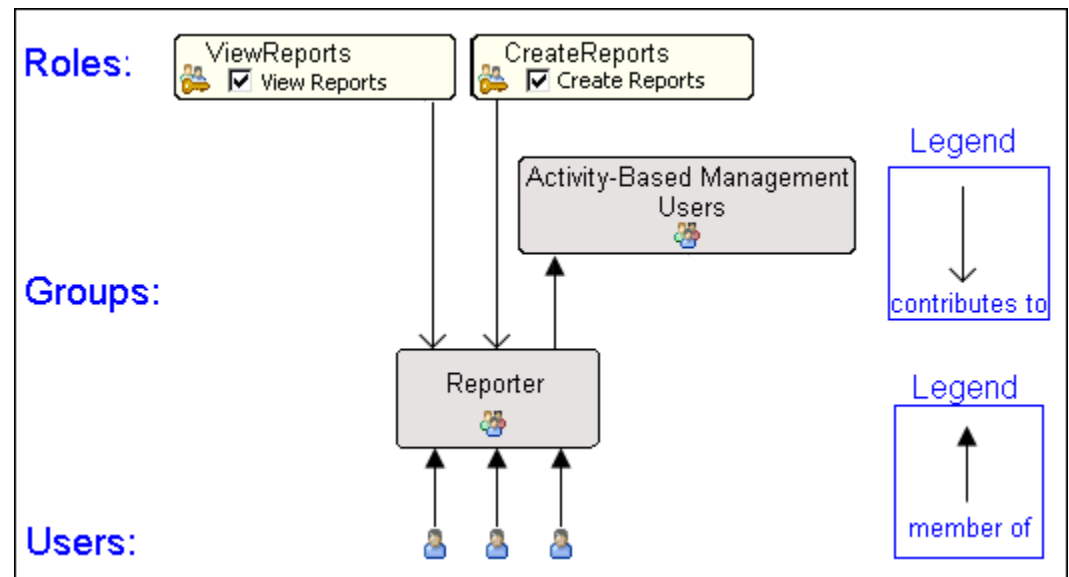 Roles:
ViewReports
View Reports
CreateReports
Create Reports
Legend
contributes to
Activity-Based Management
Users
Groups:
Reporter
Legend
member of
Users: